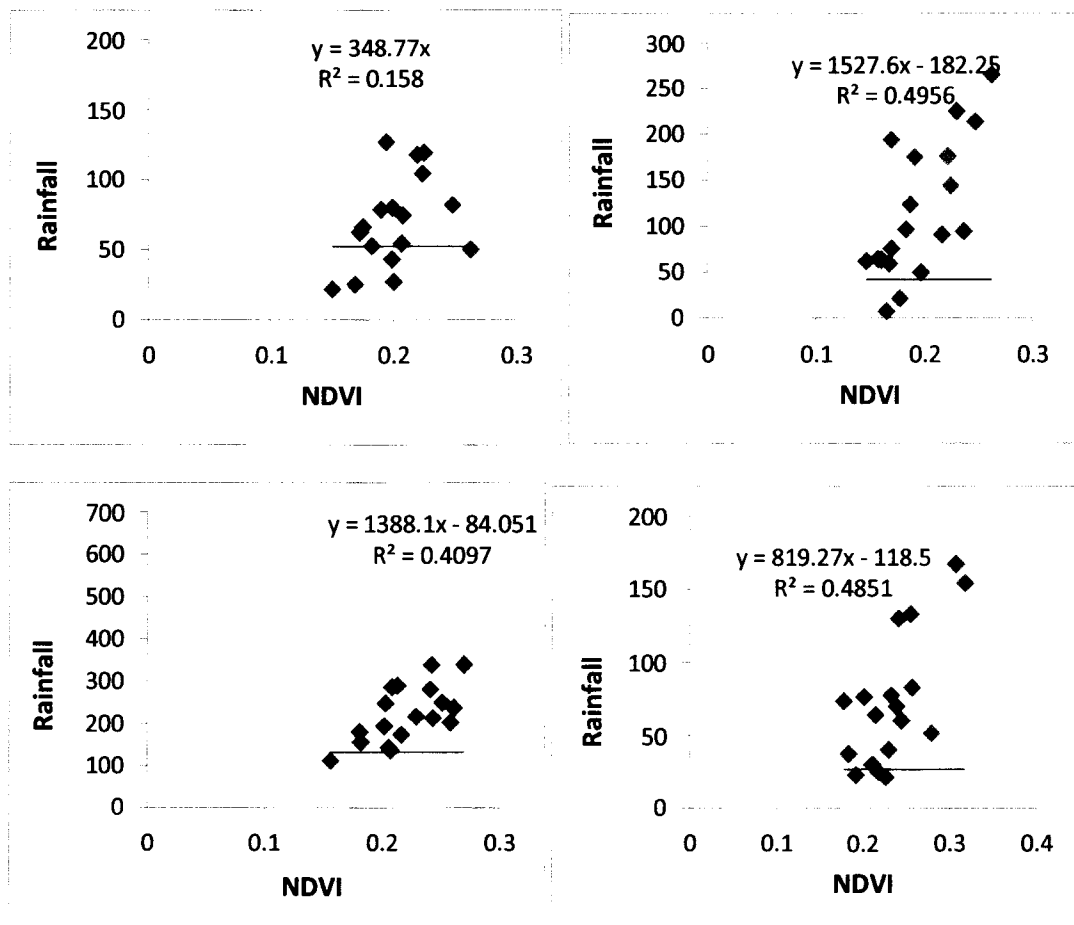 200
150
100
50
0
y = 348.77x
R² = 0.158
0 0.1 0.2 0.3
Rainfall
NDVI
300
250
200
150
100
50
0
y = 1527.6x - 182.25
R² = 0.4956
0 0.1 0.2 0.3
Rainfall
NDVI
700
600
500
400
300
200
100
0
y = 1388.1x - 84.051
R² = 0.4097
0 0.1 0.2 0.3
Rainfall
NDVI
200
150
100
50
0
y = 819.27x - 118.5
R² = 0.4851
0 0.1 0.2 0.3 0.4
Rainfall
NDVI